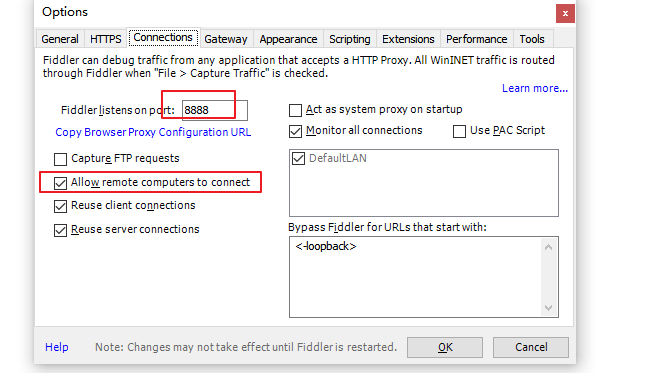 Options
x
General HTTPS Connections Gateway Appearance Scripting Extensions Performance Tools
Fiddler can debug traffic from any application that accepts a HTTP Proxy. All WinINET traffic is routed
through Fiddler when "File > Capture Traffic" is checked.
Learn more...
Fiddler listens on port: 8888
Copy Browser Proxy Configuration URL
Capture FTP requests
Allow remote computers to connect
Reuse client connections
Reuse server connections
Act as system proxy on startup
Monitor all connections Use PAC Script
DefaultLAN
Bypass Fiddler for URLs that start with:
<-loopback>
Help Note: Changes may not take effect until Fiddler is restarted. OK Cancel